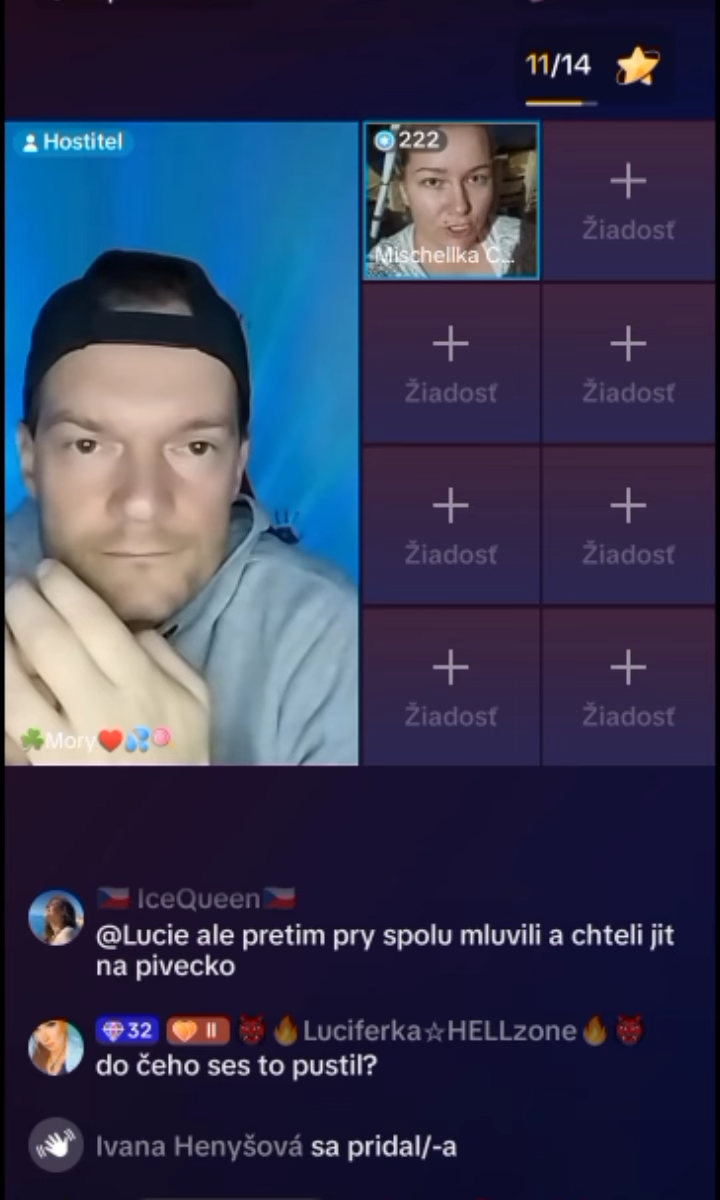 11/14
Hostitel
222
Mischellka C...
Žiadosť
Žiadosť
Žiadosť
Žiadosť
Žiadosť
Žiadosť
Žiadosť
☘️Mory❤️💦🍭
🇨🇿 IceQueen🇨🇿
@Lucie ale pretim pry spolu mluvili a chteli jit
na pivecko
32 II 👹🔥Luciferka☆HELLzone🔥👹
do čeho ses to pustil?
Ivana Henyšová sa pridal/-a